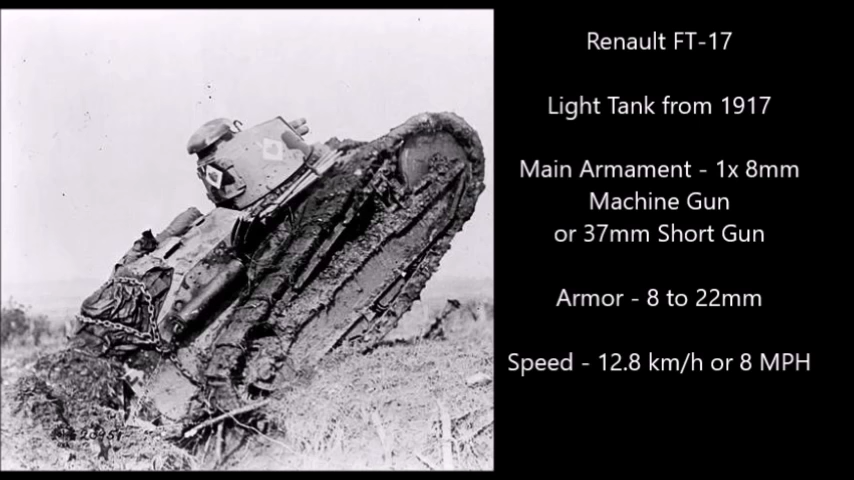 Renault FT-17
Light Tank from 1917
Main Armament - 1x 8mm
Machine Gun
or 37mm Short Gun
Armor - 8 to 22mm
Speed - 12.8 km/h or 8 MPH